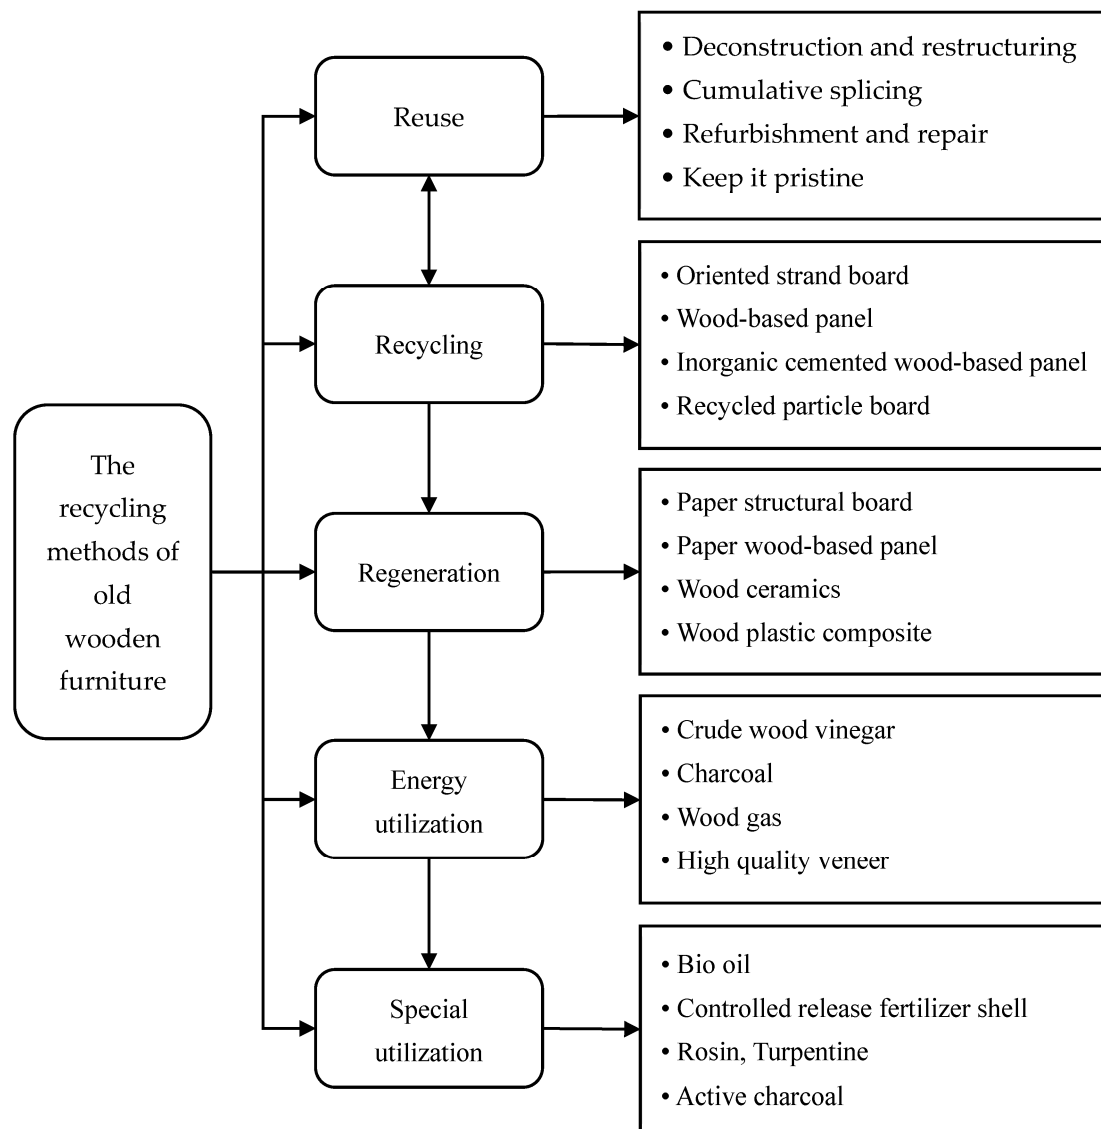 The
recycling
methods of
old
wooden
furniture
Reuse
• Deconstruction and restructuring
• Cumulative splicing
• Refurbishment and repair
• Keep it pristine
Recycling
• Oriented strand board
• Wood-based panel
• Inorganic cemented wood-based panel
• Recycled particle board
Regeneration
• Paper structural board
• Paper wood-based panel
• Wood ceramics
• Wood plastic composite
Energy
utilization
• Crude wood vinegar
• Charcoal
• Wood gas
• High quality veneer
Special
utilization
• Bio oil
• Controlled release fertilizer shell
• Rosin, Turpentine
• Active charcoal